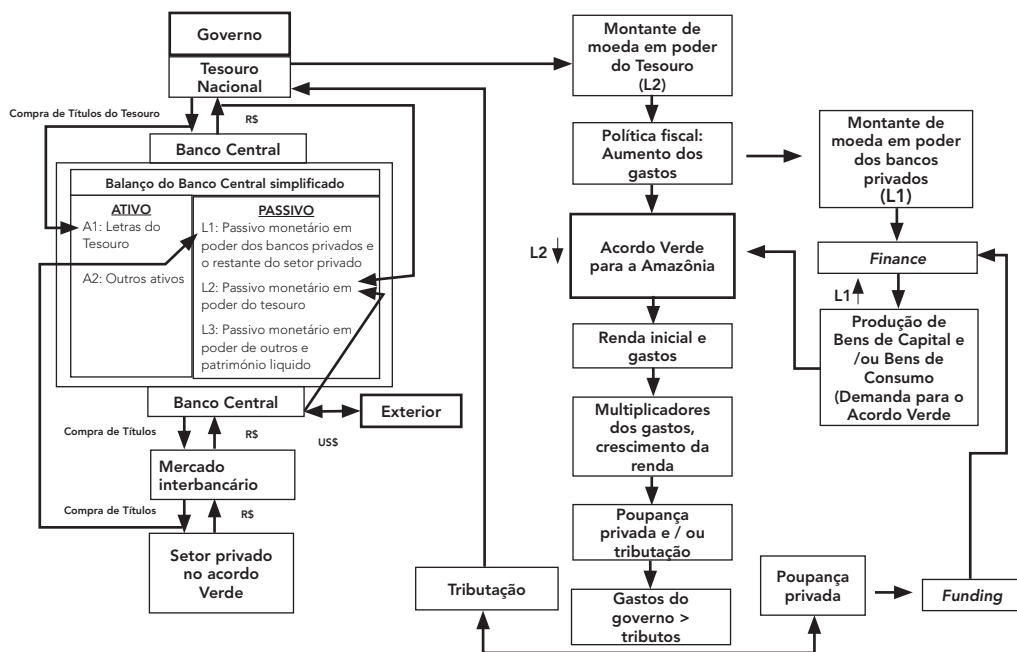 Governo
Tesouro
Nacional
Compra de Títulos do Tesouro
R$
Banco Central
Balanço do Banco Central simplificado
ATIVO
A1: Letras do
Tesouro
A2: Outros ativos
PASSIVO
L1: Passivo monetário em
poder dos bancos privados e
o restante do setor privado
L2: Passivo monetário em
poder do tesouro
L3: Passivo monetário em
poder de outros e
património liquido
Banco Central
Exterior
US$
Compra de Títulos
R$
Mercado
interbancário
Compra de Títulos
R$
Setor privado
no acordo
Verde
Montante de
moeda em poder
do Tesouro
(L2)
Política fiscal:
Aumento dos
gastos
L2
Acordo Verde
para a Amazônia
Renda inicial e
gastos
Multiplicadores
dos gastos,
crescimento da
renda
Poupança
privada e / ou
tributação
Gastos do
governo >
tributos
Tributação
Montante de
moeda em poder
dos bancos
privados
(L1)
Finance
L1
Produção de
Bens de Capital e
/ou Bens de
Consumo
(Demanda para o
Acordo Verde
Poupança
privada
Funding